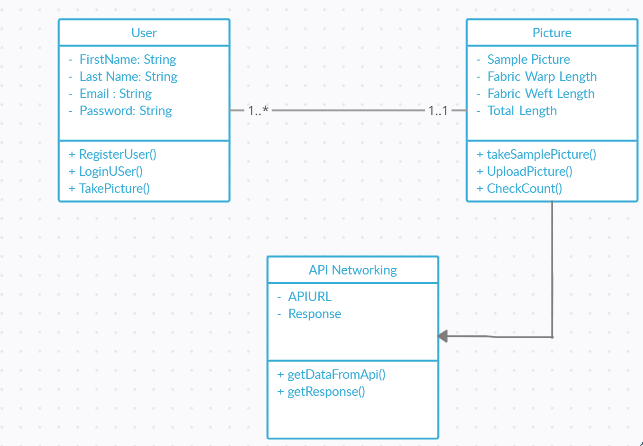 User
- FirstName: String
- Last Name: String
- Email : String
- Password: String
+ RegisterUser()
+ LoginUSer()
+ TakePicture()
1..*
1..1
Picture
- Sample Picture
- Fabric Warp Length
- Fabric Weft Length
- Total Length
+ takeSamplePicture()
+ UploadPicture()
+ CheckCount()
API Networking
- APIURL
- Response
+ getDataFromApi()
+ getResponse()